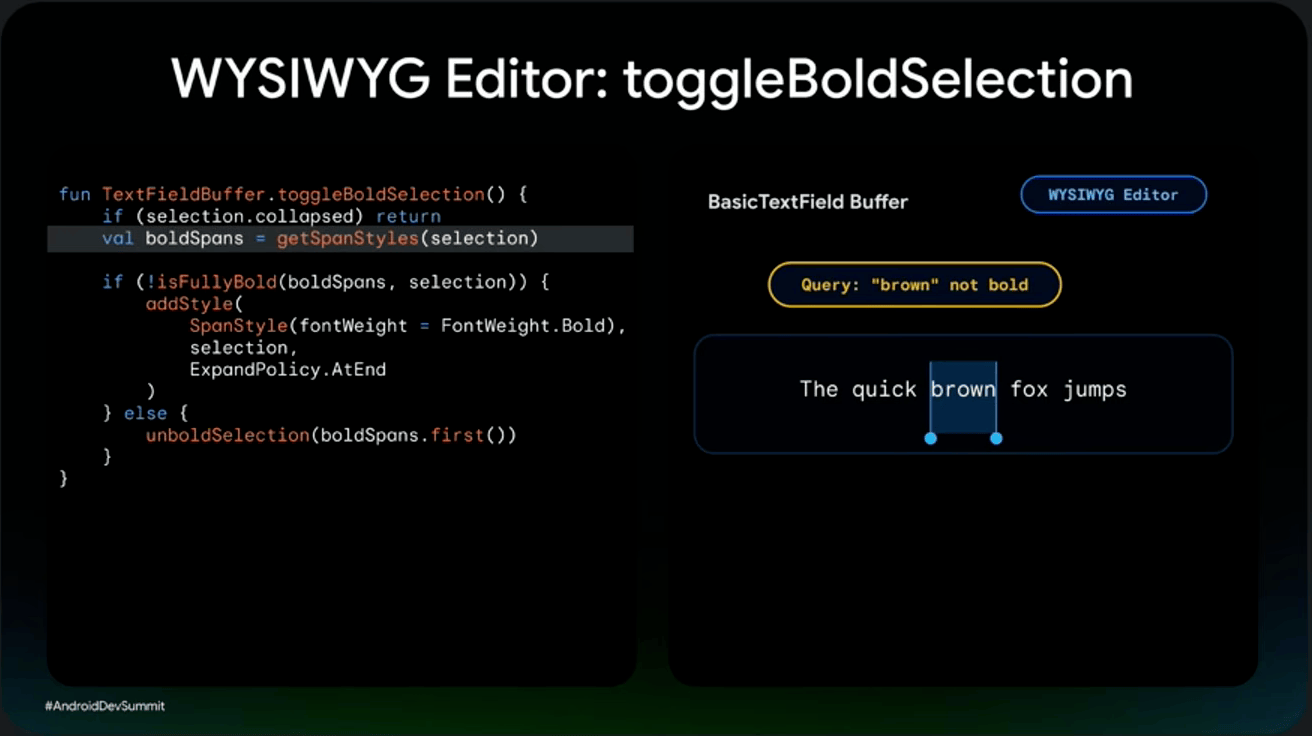 WYSIWYG Editor: toggleBoldSelection
fun TextFieldBuffer.toggleBoldSelection() {
    if (selection.collapsed) return
    val boldSpans = getSpanStyles(selection)

    if (!isFullyBold(boldSpans, selection)) {
        addStyle(
            SpanStyle(fontWeight = FontWeight.Bold),
            selection,
            ExpandPolicy.AtEnd
        )
    } else {
        unboldSelection(boldSpans.first())
    }
}
BasicTextField Buffer
WYSIWYG Editor
Query: "brown" not bold
The quick brown fox jumps
#AndroidDevSummit